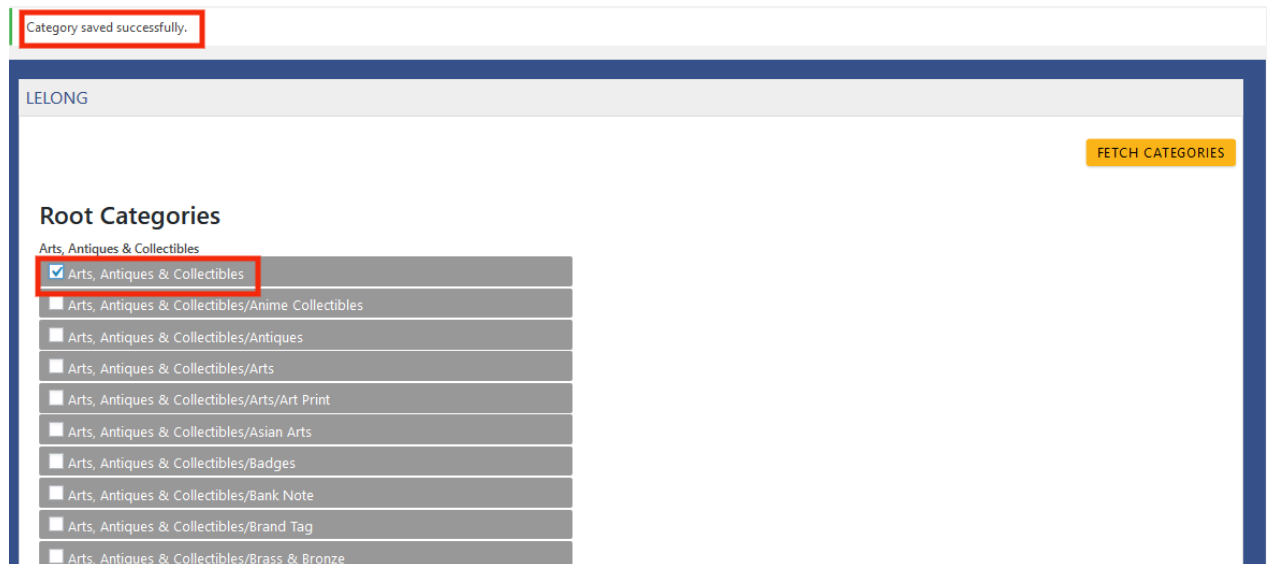 Category saved successfully.
LELONG
FETCH CATEGORIES
Root Categories
Arts, Antiques & Collectibles
Arts, Antiques & Collectibles
Arts, Antiques & Collectibles/Anime Collectibles
Arts, Antiques & Collectibles/Antiques
Arts, Antiques & Collectibles/Arts
Arts, Antiques & Collectibles/Arts/Art Print
Arts, Antiques & Collectibles/Asian Arts
Arts, Antiques & Collectibles/Badges
Arts, Antiques & Collectibles/Bank Note
Arts, Antiques & Collectibles/Brand Tag
Arts, Antiques & Collectibles/Brass & Bronze